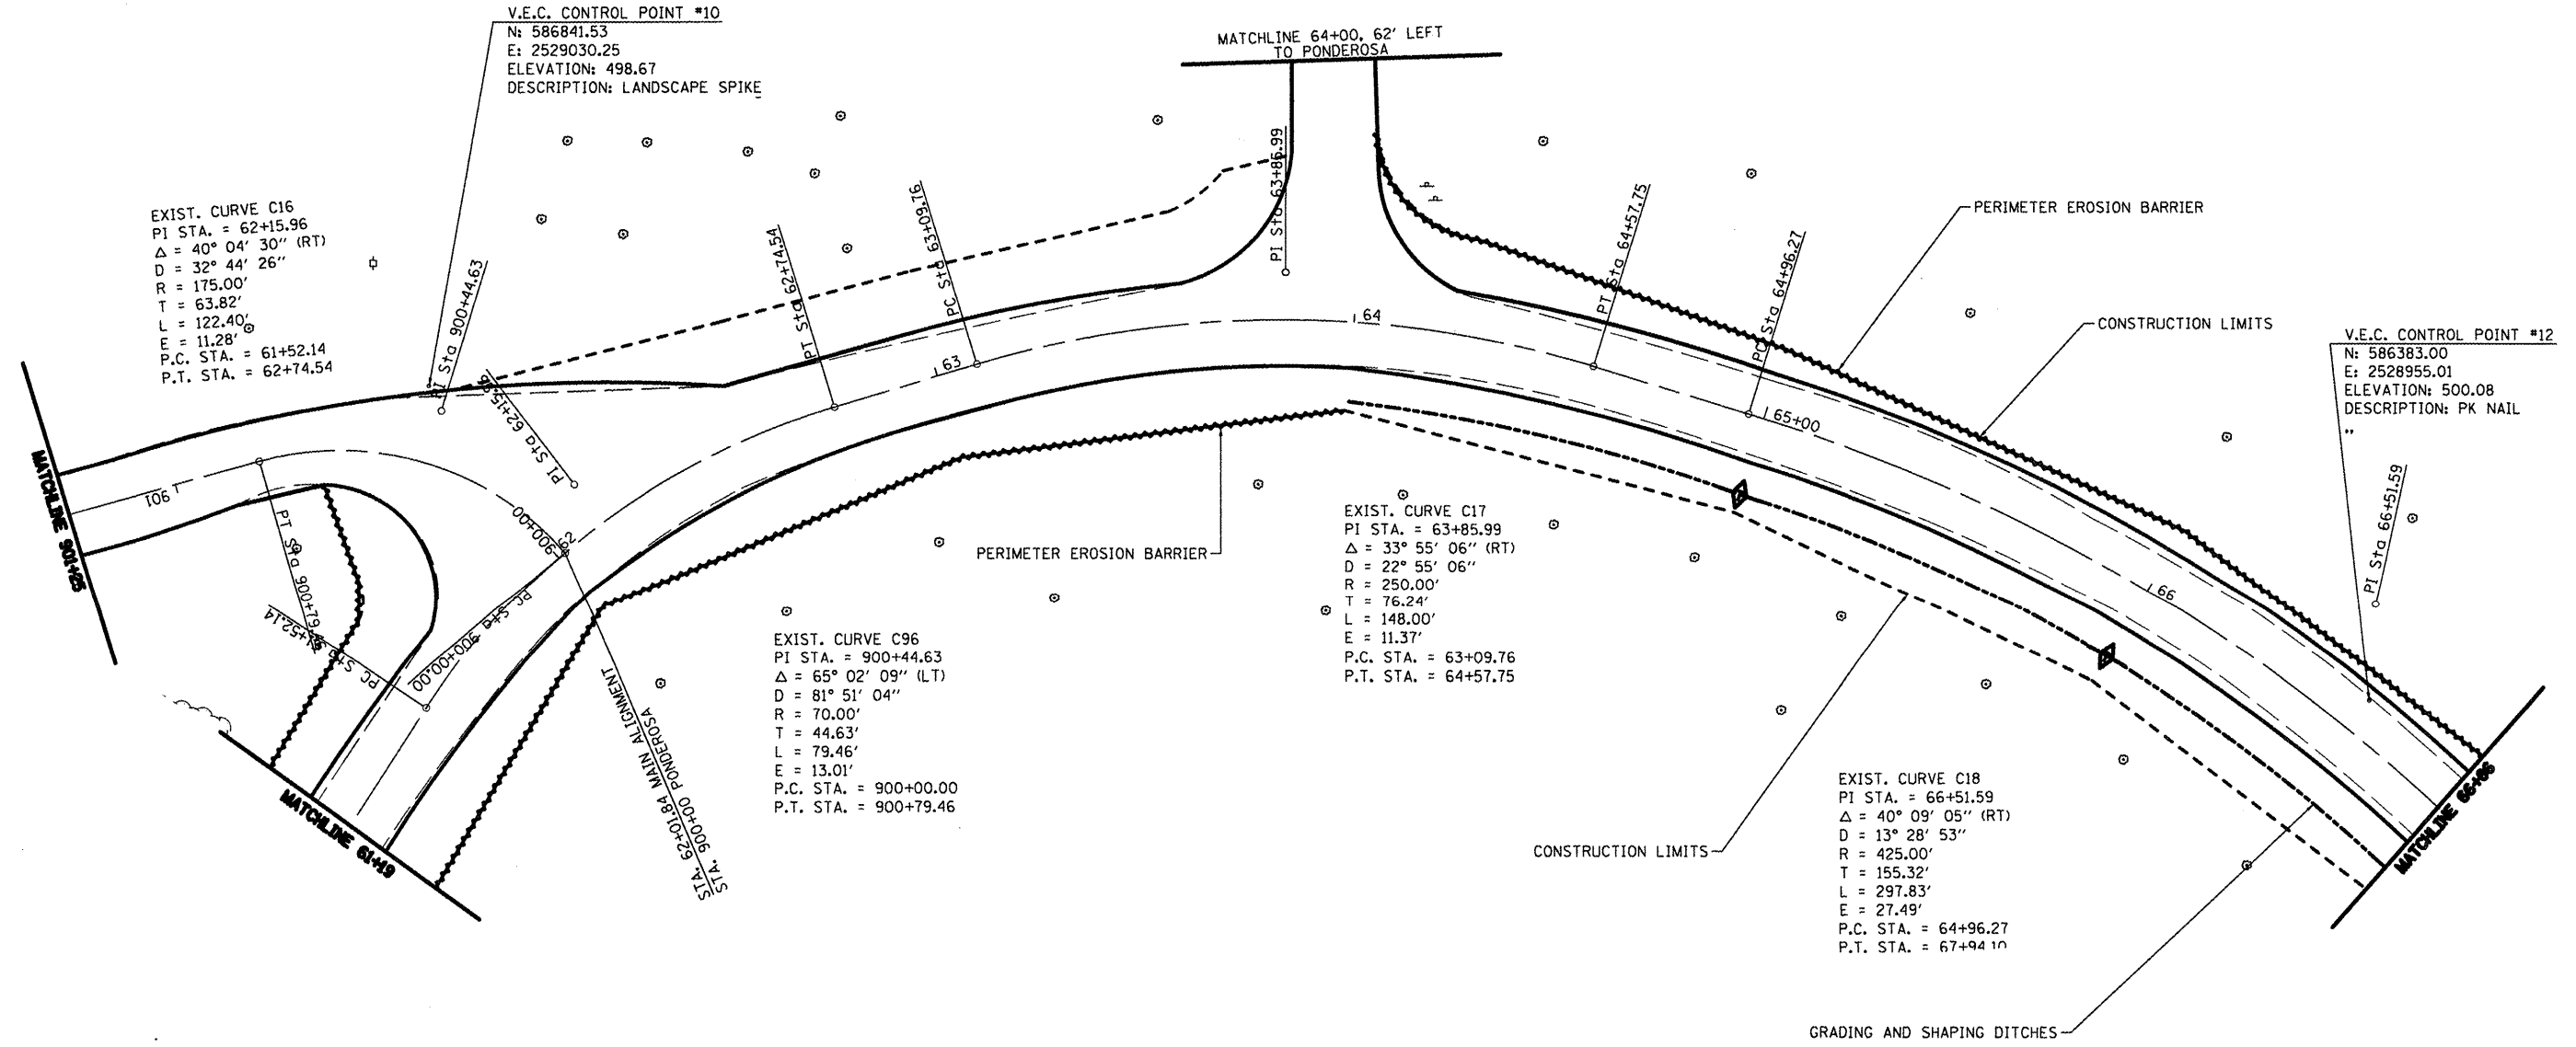 V.E.C. CONTROL POINT #10
N: 586841.53
E: 2529030.25
ELEVATION: 498.67
DESCRIPTION: LANDSCAPE SPIKE
MATCHLINE 64+00, 62' LEFT
TO PONDEROSA
EXIST. CURVE C16
PI STA. = 62+15.96
Δ = 40° 04' 30" (RT)
D = 32° 44' 26"
R = 175.00'
T = 63.82'
L = 122.40'
E = 11.28'
P.C. STA. = 61+52.14
P.T. STA. = 62+74.54
PI Sta 900+44.63
PI Sta 62+15.96
PT Sta 62+74.54
PC Sta 63+09.76
PI Sta 63+85.99
PT Sta 64+57.75
PC Sta 64+96.27
PERIMETER EROSION BARRIER
CONSTRUCTION LIMITS
V.E.C. CONTROL POINT #12
N: 586383.00
E: 2528955.01
ELEVATION: 500.08
DESCRIPTION: PK NAIL
"
PI Sta 66+51.59
63
64
65+00
66
MATCHLINE 901+25
901
PT Sta 900+79.46
PC Sta 61+52.14
PC Sta 900+00.00
900+00
62
MATCHLINE 61+19
STA. 62+01.84 MAIN ALIGNMENT
STA. 900+00 PONDEROSA
PERIMETER EROSION BARRIER
EXIST. CURVE C96
PI STA. = 900+44.63
Δ = 65° 02' 09" (LT)
D = 81° 51' 04"
R = 70.00'
T = 44.63'
L = 79.46'
E = 13.01'
P.C. STA. = 900+00.00
P.T. STA. = 900+79.46
EXIST. CURVE C17
PI STA. = 63+85.99
Δ = 33° 55' 06" (RT)
D = 22° 55' 06"
R = 250.00'
T = 76.24'
L = 148.00'
E = 11.37'
P.C. STA. = 63+09.76
P.T. STA. = 64+57.75
CONSTRUCTION LIMITS
EXIST. CURVE C18
PI STA. = 66+51.59
Δ = 40° 09' 05" (RT)
D = 13° 28' 53"
R = 425.00'
T = 155.32'
L = 297.83'
E = 27.49'
P.C. STA. = 64+96.27
P.T. STA. = 67+94.10
MATCHLINE 66+66
GRADING AND SHAPING DITCHES